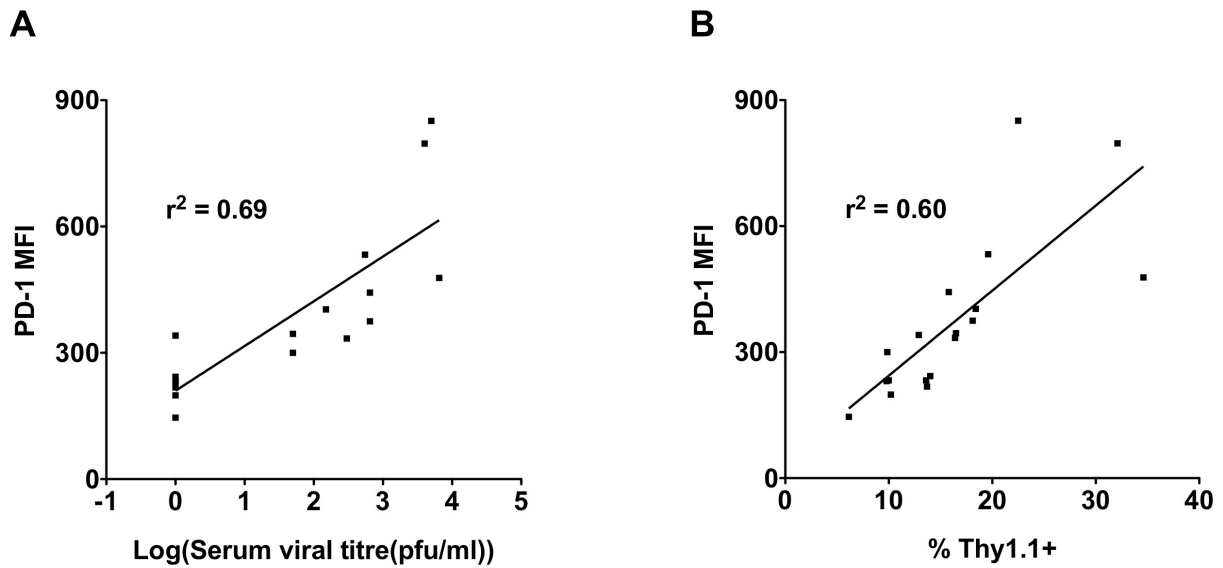 A
B
900
600
300
0
r² = 0.69
PD-1 MFI
-1 0 1 2 3 4 5
Log(Serum viral titre(pfu/ml))
900
600
300
0
r² = 0.60
PD-1 MFI
0 10 20 30 40
% Thy1.1+